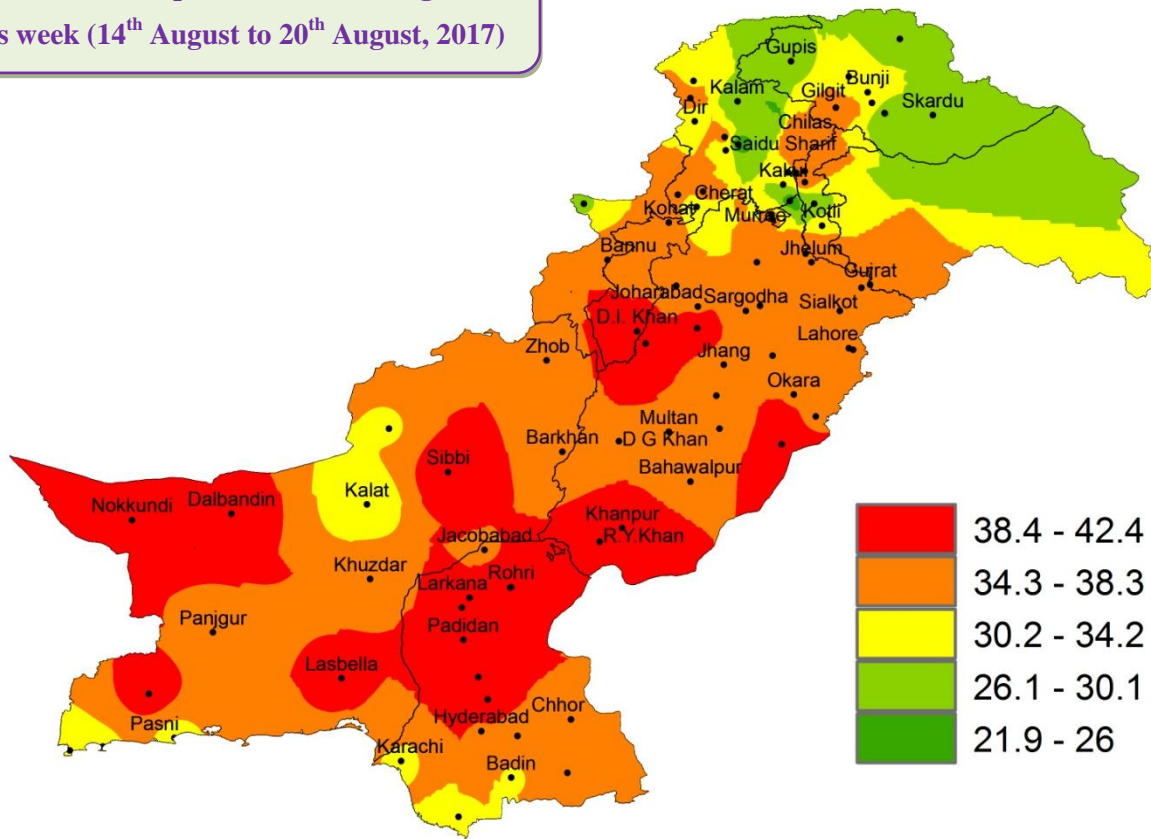 s week (14th August to 20th August, 2017)
Gupis
Bunji
Kalam
Gilgit
Skardu
Dir
Chilas
Saidu Sharif
Kakul
Cherat
Kohat
Murree
Kotli
Bannu
Jhelum
Gujrat
Joharabad
Sargodha
Sialkot
D.I. Khan
Lahore
Zhob
Jhang
Okara
Multan
Barkhan
D G Khan
Sibbi
Bahawalpur
Nokkundi
Dalbandin
Kalat
Khanpur
Jacobabad
R.Y.Khan
Khuzdar
Larkana
Rohri
Panjgur
Padidan
Lasbella
Pasni
Hyderabad
Chhor
Karachi
Badin
38.4 - 42.4
34.3 - 38.3
30.2 - 34.2
26.1 - 30.1
21.9 - 26